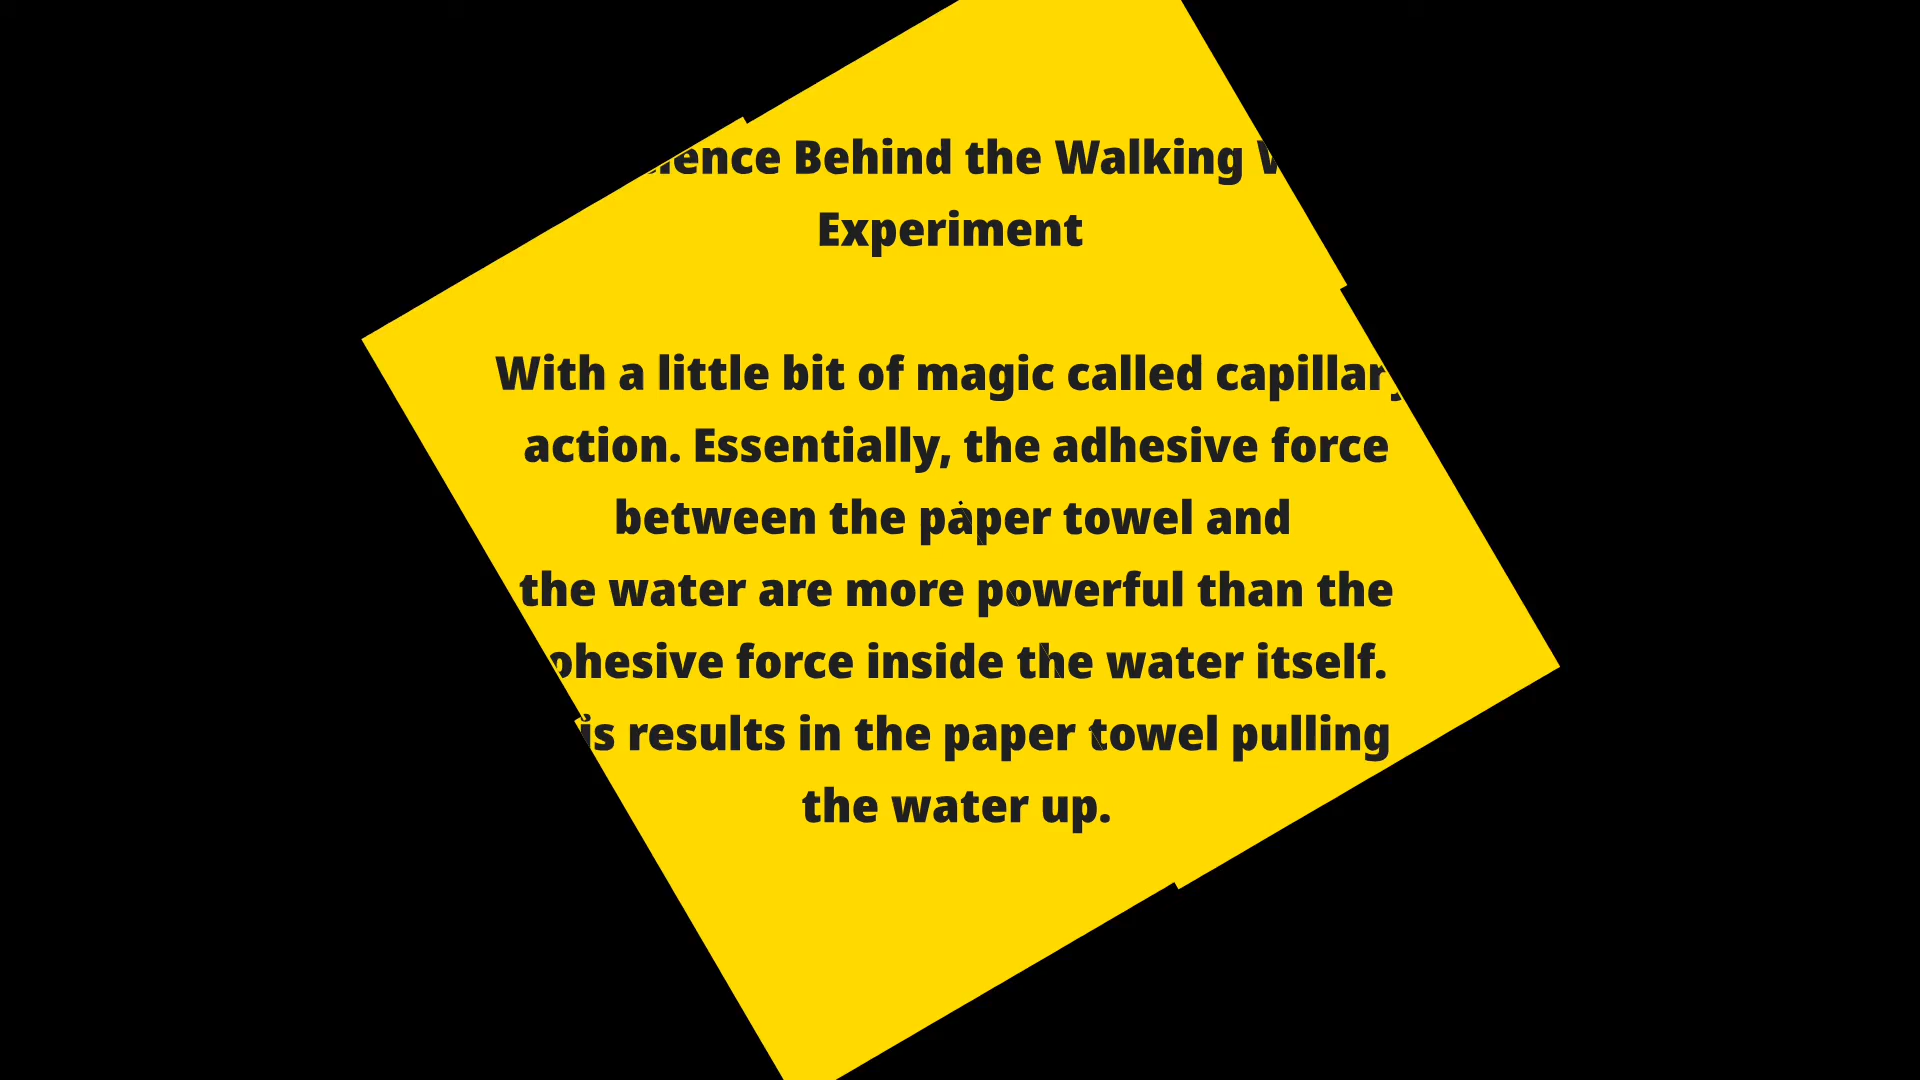 ience Behind the Walking
Experiment
With a little bit of magic called capillary
action. Essentially, the adhesive force
between the paper towel and
the water are more powerful than the
ohesive force inside the water itself.
is results in the paper towel pulling
the water up.